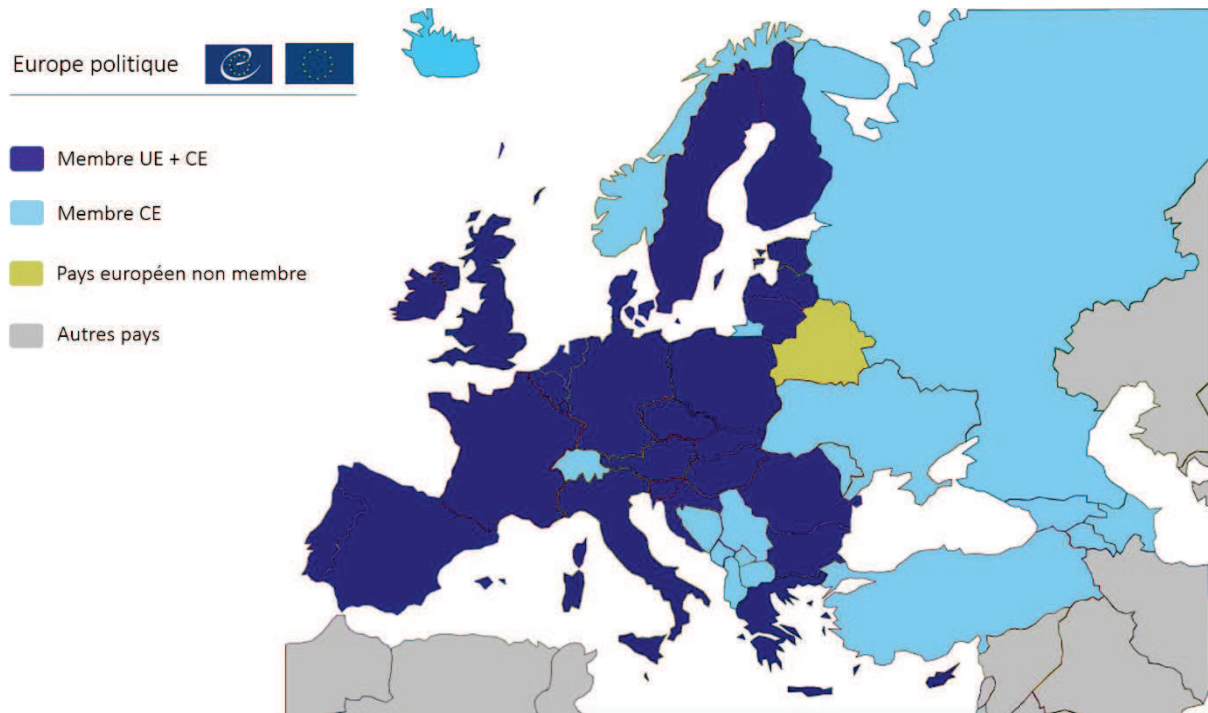 Europe politique
Membre UE + CE
Membre CE
Pays européen non membre
Autres pays